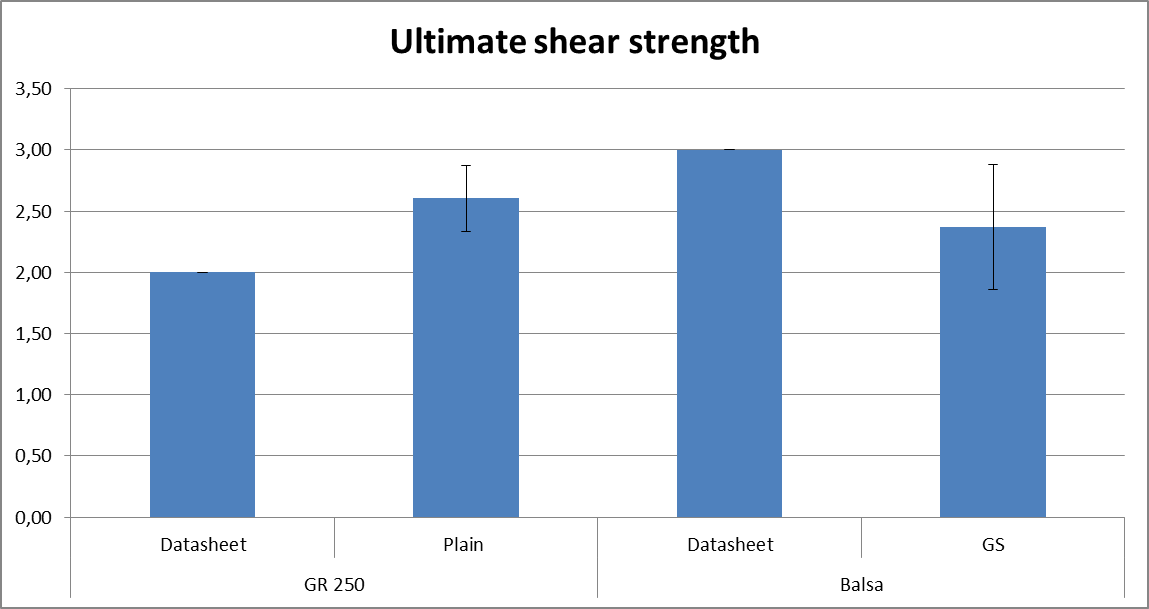 Ultimate shear strength
3,50
3,00
2,50
2,00
1,50
1,00
0,50
0,00
Datasheet Plain Datasheet GS
GR 250 Balsa